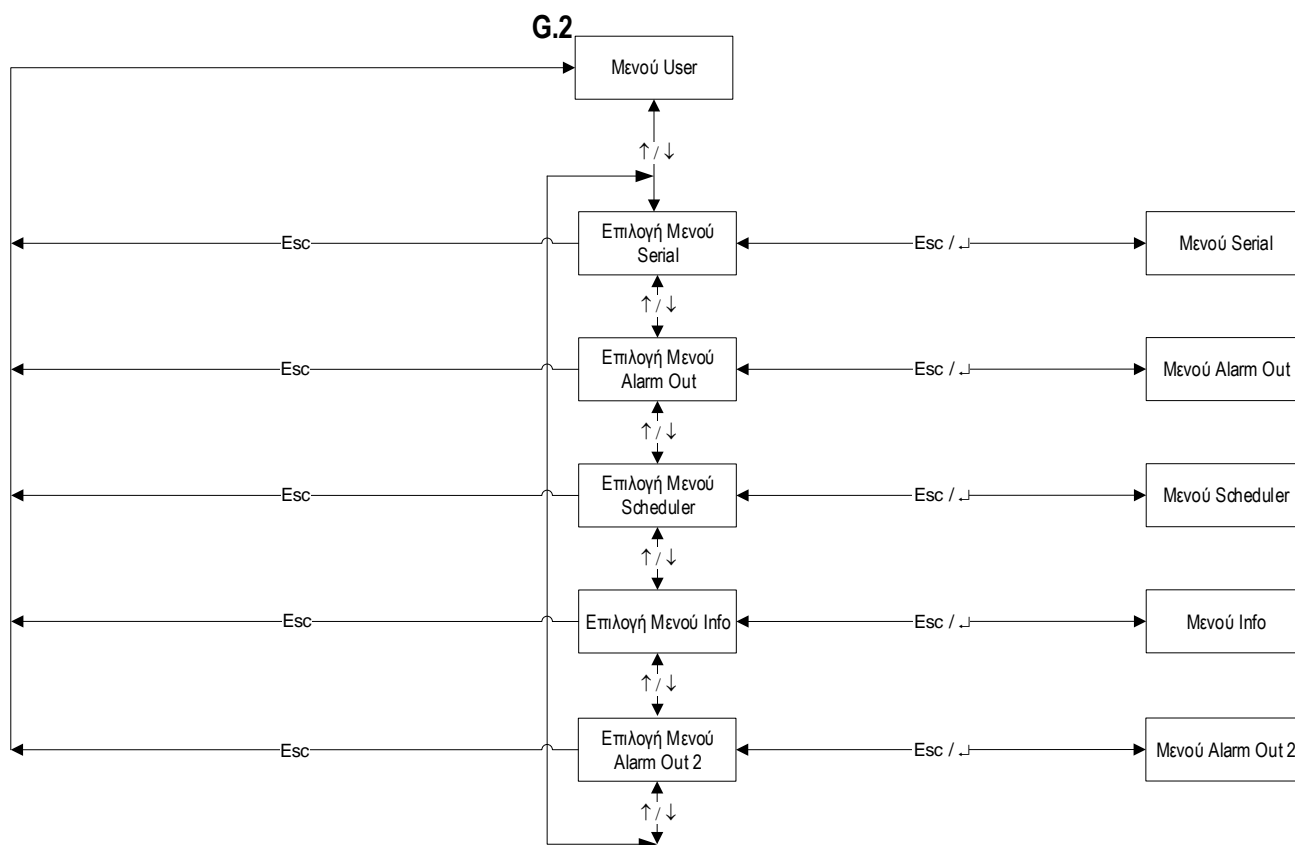 G.2
Μενού User
↑ / ↓
Επιλογή Μενού
Serial
Esc
Esc / ↵
Μενού Serial
↑ / ↓
Επιλογή Μενού
Alarm Out
Esc
Esc / ↵
Μενού Alarm Out
↑ / ↓
Επιλογή Μενού
Scheduler
Esc
Esc / ↵
Μενού Scheduler
↑ / ↓
Επιλογή Μενού Info
Esc
Esc / ↵
Μενού Info
↑ / ↓
Επιλογή Μενού
Alarm Out 2
Esc
Esc / ↵
Μενού Alarm Out 2
↑ / ↓